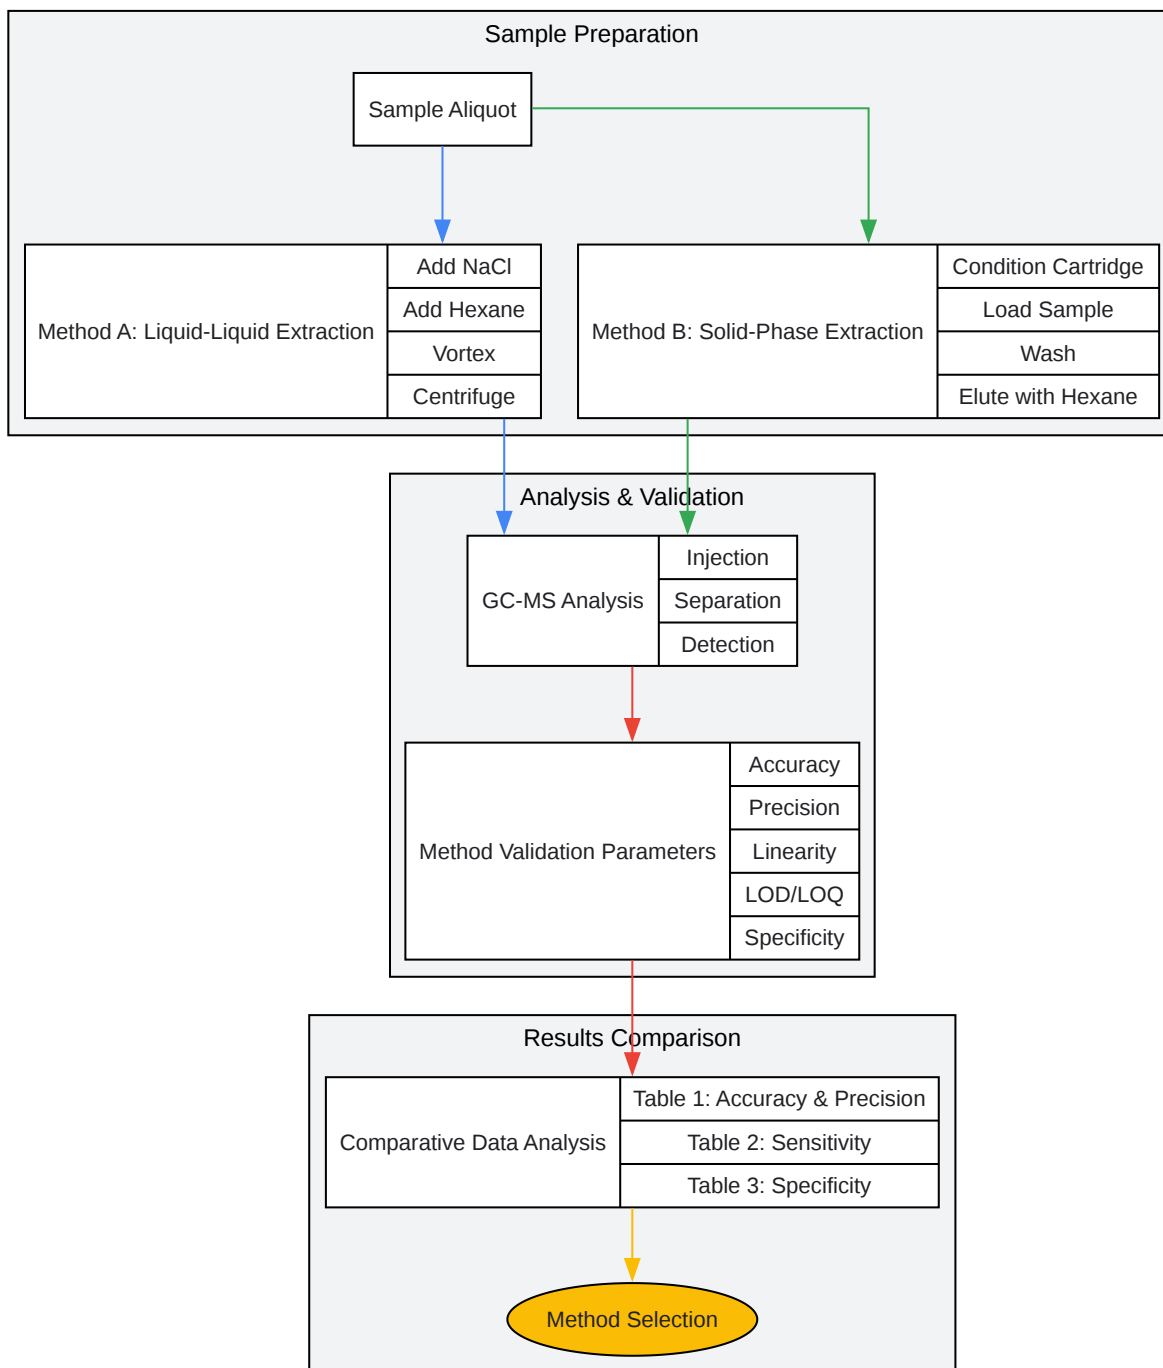 Sample Preparation
Sample Aliquot
Method A: Liquid-Liquid Extraction
Add NaCl
Add Hexane
Vortex
Centrifuge
Method B: Solid-Phase Extraction
Condition Cartridge
Load Sample
Wash
Elute with Hexane
Analysis & Validation
GC-MS Analysis
Injection
Separation
Detection
Method Validation Parameters
Accuracy
Precision
Linearity
LOD/LOQ
Specificity
Results Comparison
Comparative Data Analysis
Table 1: Accuracy & Precision
Table 2: Sensitivity
Table 3: Specificity
Method Selection